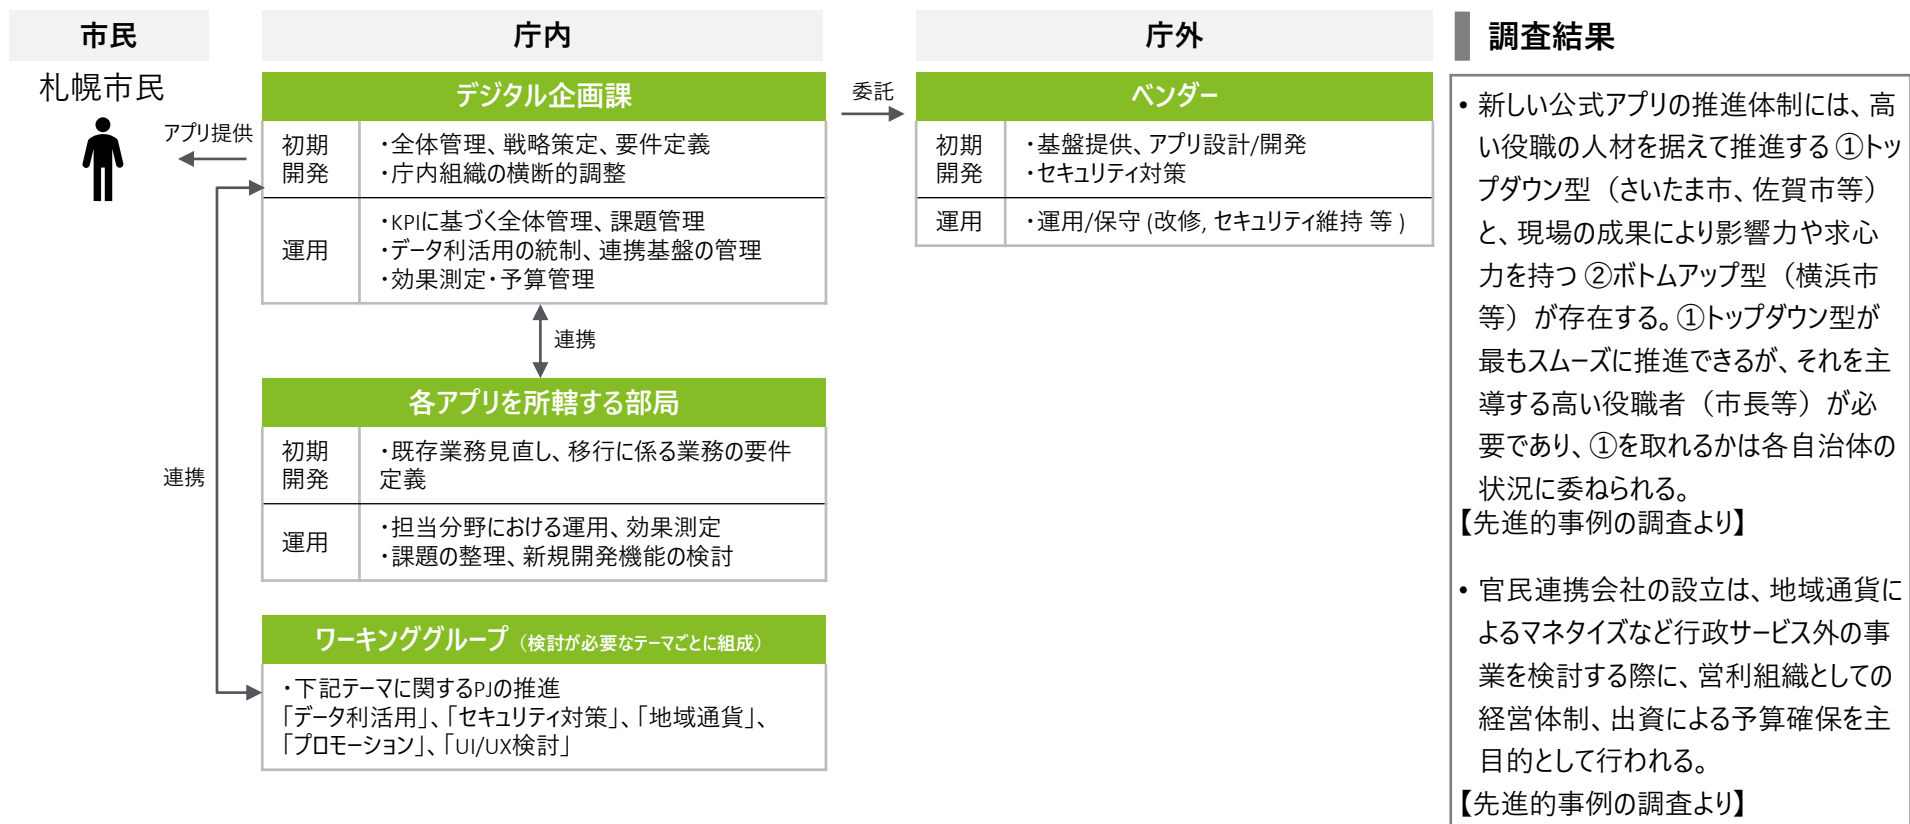 市民
札幌市民
アプリ提供
連携
庁内
デジタル企画課
初期
開発
・全体管理、戦略策定、要件定義
・庁内組織の横断的調整
運用
・KPIに基づく全体管理、課題管理
・データ利活用の統制、連携基盤の管理
・効果測定・予算管理
連携
各アプリを所轄する部局
初期
開発
・既存業務見直し、移行に係る業務の要件
定義
運用
・担当分野における運用、効果測定
・課題の整理、新規開発機能の検討
ワーキンググループ（検討が必要なテーマごとに組成）
・下記テーマに関するPJの推進
「データ利活用」、「セキュリティ対策」、「地域通貨」、
「プロモーション」、「UI/UX検討」
委託
庁外
ベンダー
初期
開発
・基盤提供、アプリ設計/開発
・セキュリティ対策
運用
・運用/保守 (改修, セキュリティ維持 等 )
調査結果
• 新しい公式アプリの推進体制には、高
い役職の人材を据えて推進する ①トッ
プダウン型（さいたま市、佐賀市等）
と、現場の成果により影響力や求心
力を持つ ②ボトムアップ型（横浜市
等）が存在する。①トップダウン型が
最もスムーズに推進できるが、それを主
導する高い役職者（市長等）が必
要であり、①を取れるかは各自治体の
状況に委ねられる。
【先進的事例の調査より】
• 官民連携会社の設立は、地域通貨に
よるマネタイズなど行政サービス外の事
業を検討する際に、営利組織としての
経営体制、出資による予算確保を主
目的として行われる。
【先進的事例の調査より】